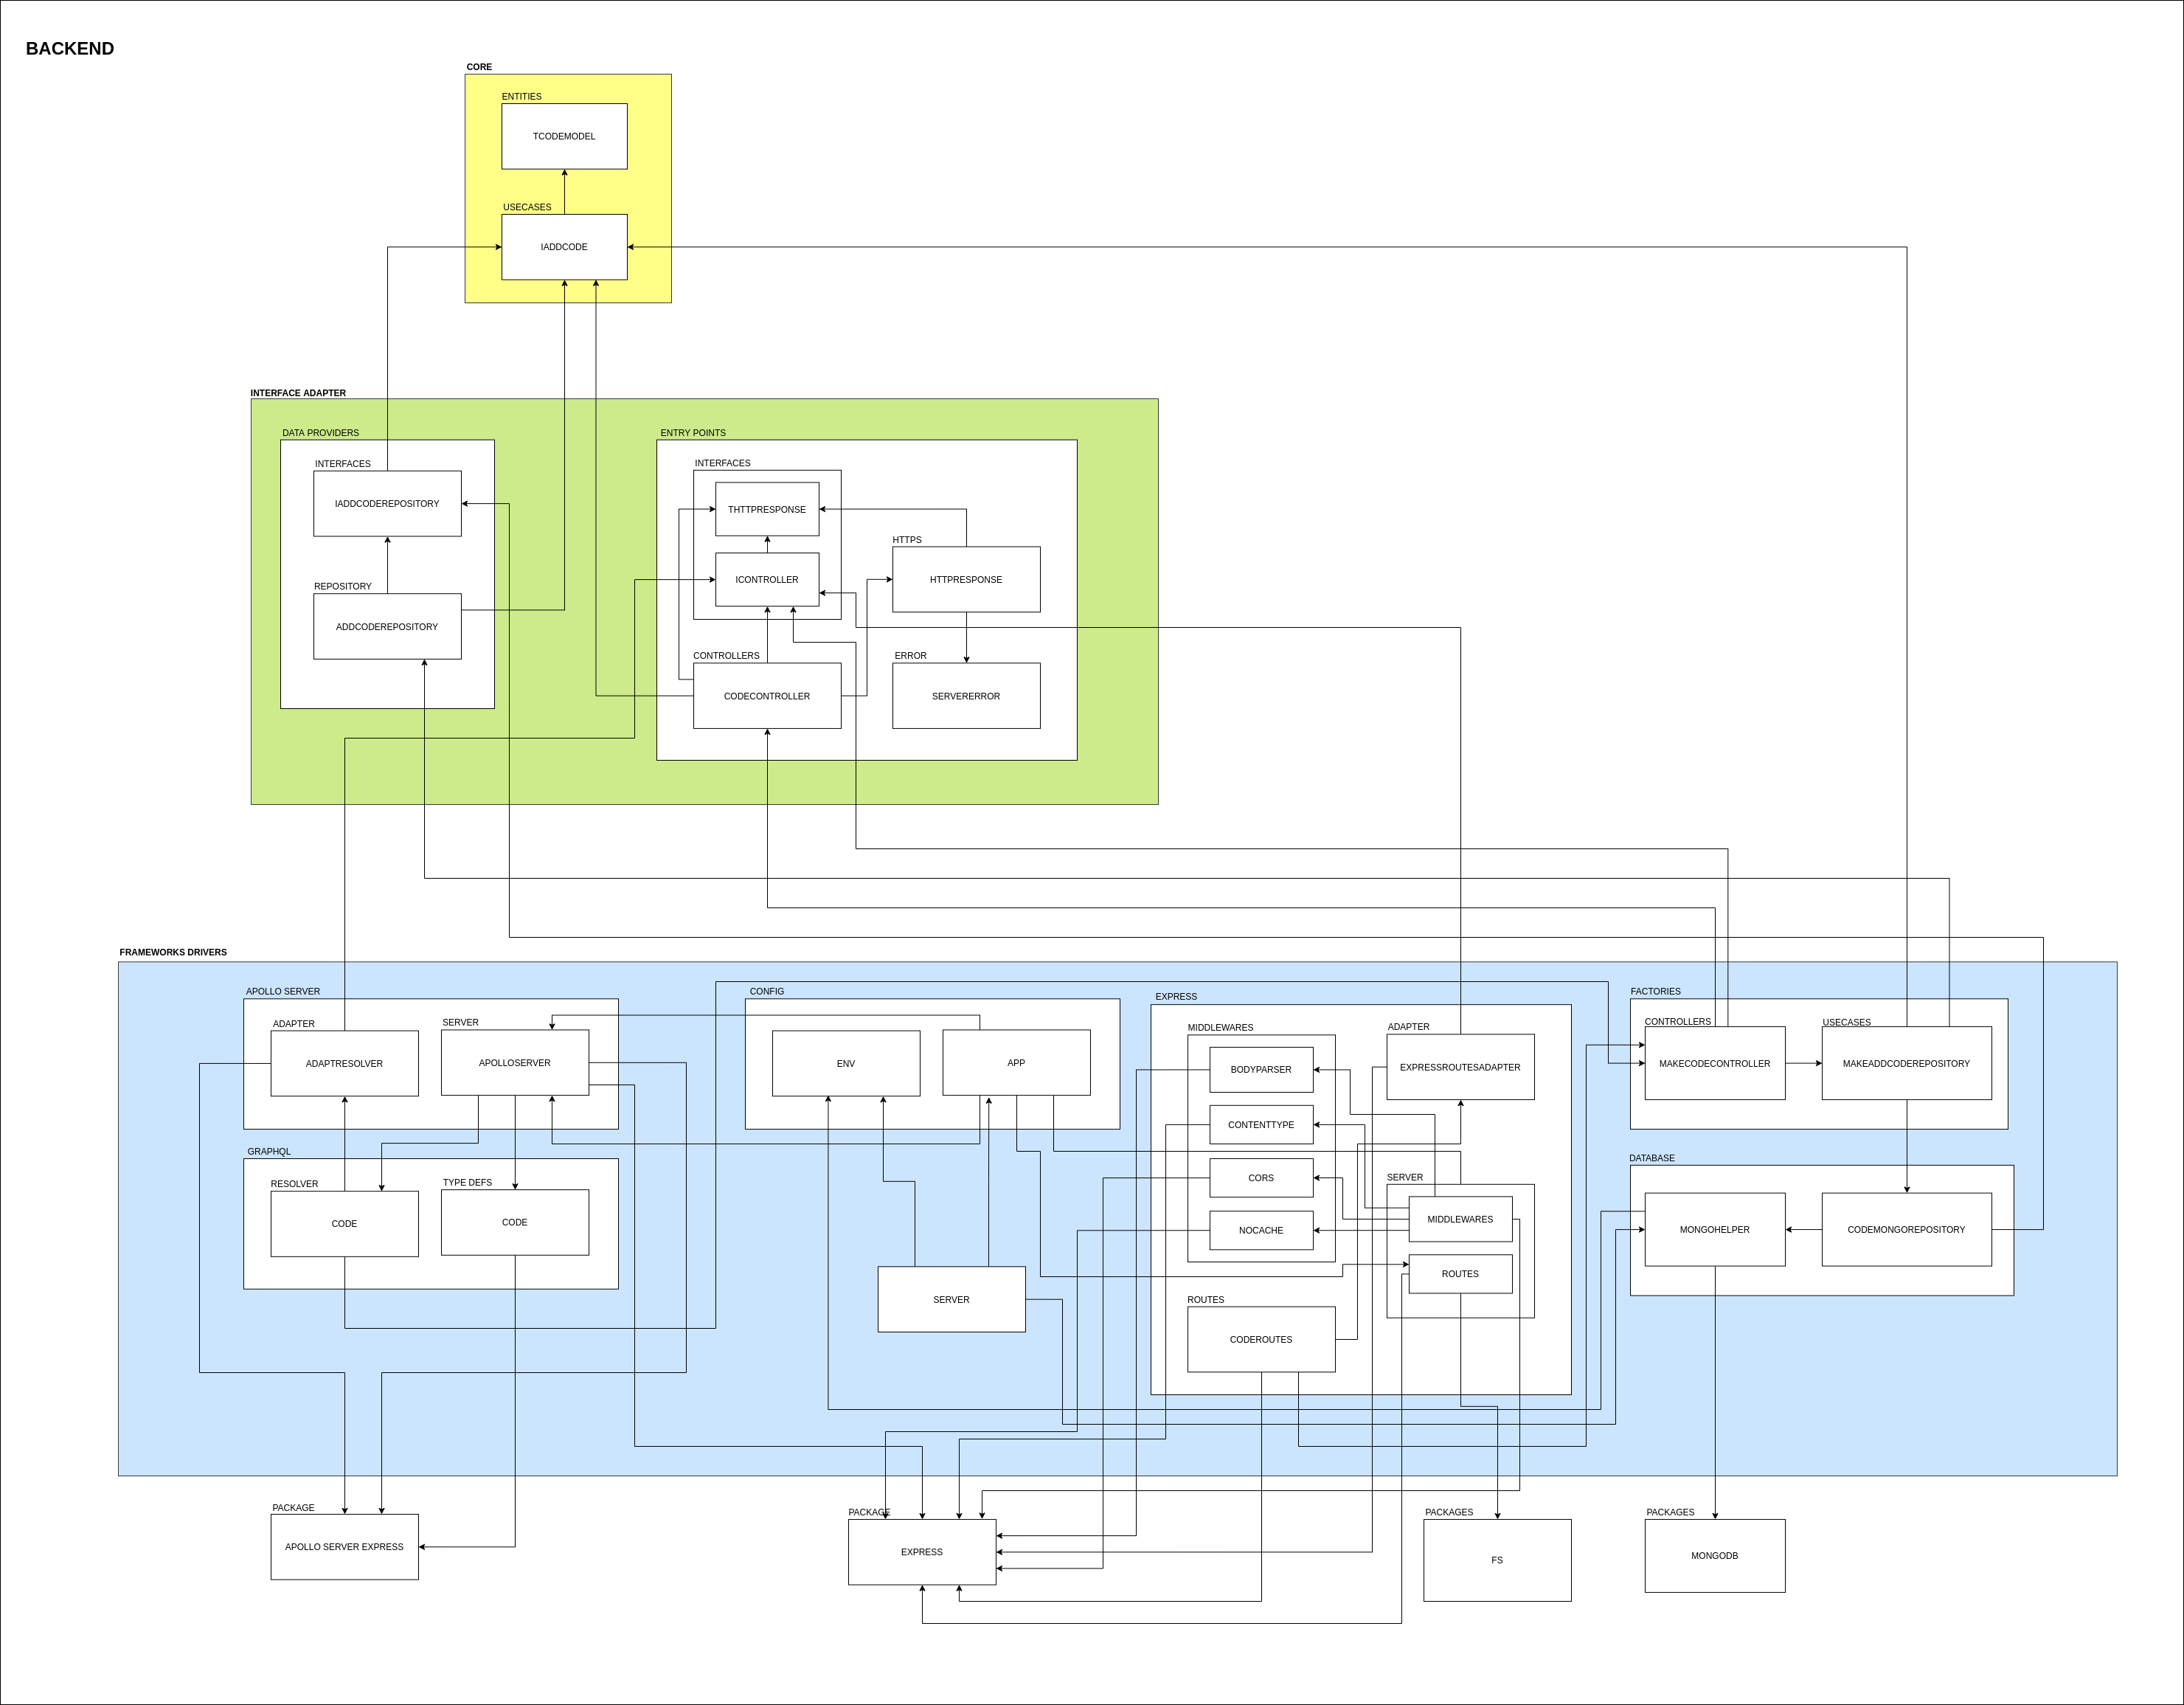 BACKEND
CORE
ENTITIES
TCODEMODEL
USECASES
IADDCODE
INTERFACE ADAPTER
DATA PROVIDERS
INTERFACES
IADDCODEREPOSITORY
REPOSITORY
ADDCODEREPOSITORY
ENTRY POINTS
INTERFACES
THTTPRESPONSE
ICONTROLLER
HTTPS
HTTPRESPONSE
CONTROLLERS
CODECONTROLLER
ERROR
SERVERERROR
FRAMEWORKS DRIVERS
APOLLO SERVER
ADAPTER
ADAPTRESOLVER
SERVER
APOLLOSERVER
GRAPHQL
RESOLVER
CODE
TYPE DEFS
CODE
CONFIG
ENV
APP
SERVER
EXPRESS
MIDDLEWARES
BODYPARSER
CONTENTTYPE
CORS
NOCACHE
ADAPTER
EXPRESSROUTESADAPTER
SERVER
MIDDLEWARES
ROUTES
ROUTES
CODEROUTES
FACTORIES
CONTROLLERS
MAKECODECONTROLLER
USECASES
MAKEADDCODEREPOSITORY
DATABASE
MONGOHELPER
CODEMONGOREPOSITORY
PACKAGE
APOLLO SERVER EXPRESS
PACKAGE
EXPRESS
PACKAGES
FS
PACKAGES
MONGODB